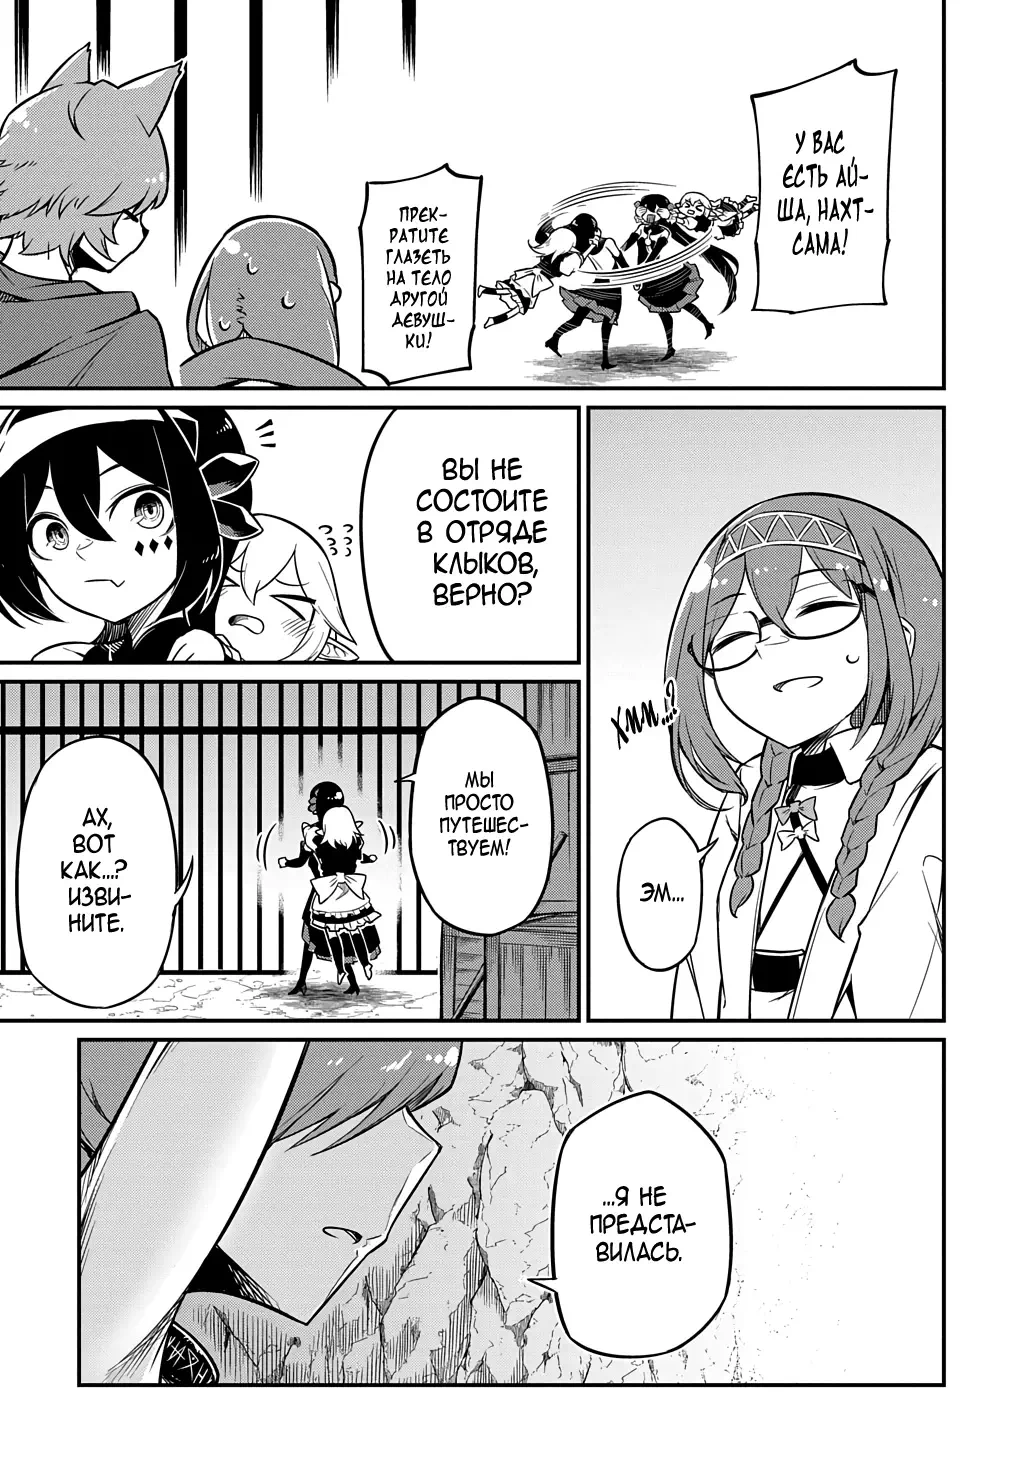 У ВАС
ЕСТЬ АЙ-
ША, НАХТ-
САМА!
ПРЕК-
РАТИТЕ
ГЛАЗЕТЬ
НА ТЕЛО
ДРУГОЙ
ДЕВУШ-
КИ!
ХМM...?
ЭМ...
ВЫ НЕ
СОСТОИТЕ
В ОТРЯДЕ
КЛЫКОВ,
ВЕРНО?
МЫ
ПРОСТО
ПУТЕШЕС-
ТВУЕМ!
АХ,
ВОТ
КАК...?
ИЗВИ-
НИТЕ.
...Я НЕ
ПРЕДСТА-
ВИЛАСЬ.